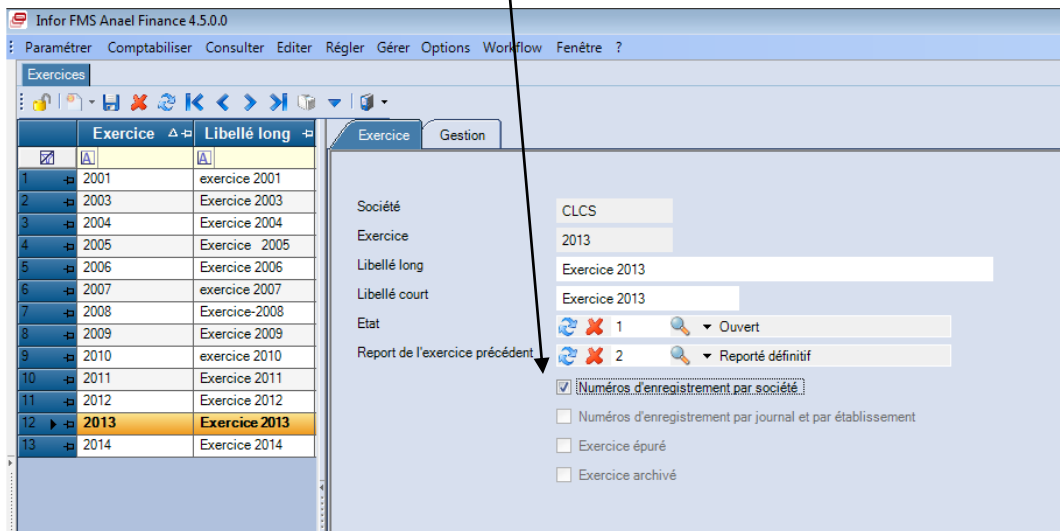 Infor FMS Anael Finance 4.5.0.0
Paramétrer Comptabiliser Consulter Editer Régler Gérer Options Workflow Fenêtre ?
Exercices
Exercice Libellé long
A A
1 2001 exercice 2001
2 2003 Exercice 2003
3 2004 Exercice 2004
4 2005 Exercice 2005
5 2006 Exercice 2006
6 2007 exercice 2007
7 2008 Exercice-2008
8 2009 Exercice 2009
9 2010 exercice 2010
10 2011 Exercice 2011
11 2012 Exercice 2012
12 2013 Exercice 2013
13 2014 Exercice 2014
Exercice Gestion
Société CLCS
Exercice 2013
Libellé long Exercice 2013
Libellé court Exercice 2013
Etat 1 Ouvert
Report de l'exercice précédent 2 Reporté définitif
Numéros d'enregistrement par société
Numéros d'enregistrement par journal et par établissement
Exercice épuré
Exercice archivé